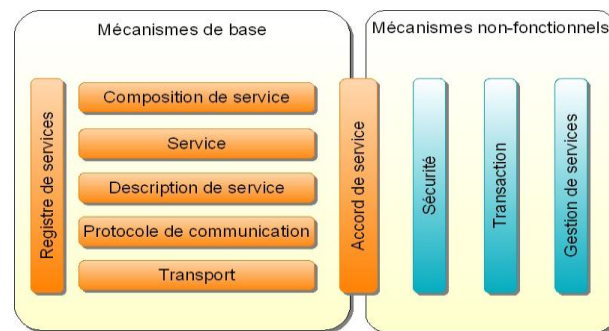 Mécanismes de base
Registre de services
Composition de service
Service
Description de service
Protocole de communication
Transport
Accord de service
Mécanismes non-fonctionnels
Sécurité
Transaction
Gestion de services